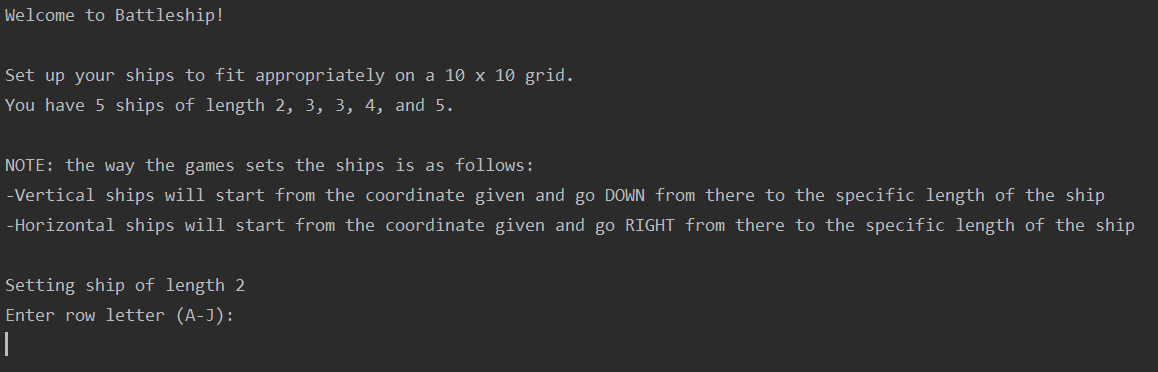 Welcome to Battleship!
Set up your ships to fit appropriately on a 10 x 10 grid.
You have 5 ships of length 2, 3, 3, 4, and 5.
NOTE: the way the games sets the ships is as follows:
-Vertical ships will start from the coordinate given and go DOWN from there to the specific length of the ship
-Horizontal ships will start from the coordinate given and go RIGHT from there to the specific length of the ship
Setting ship of length 2
Enter row letter (A-J):